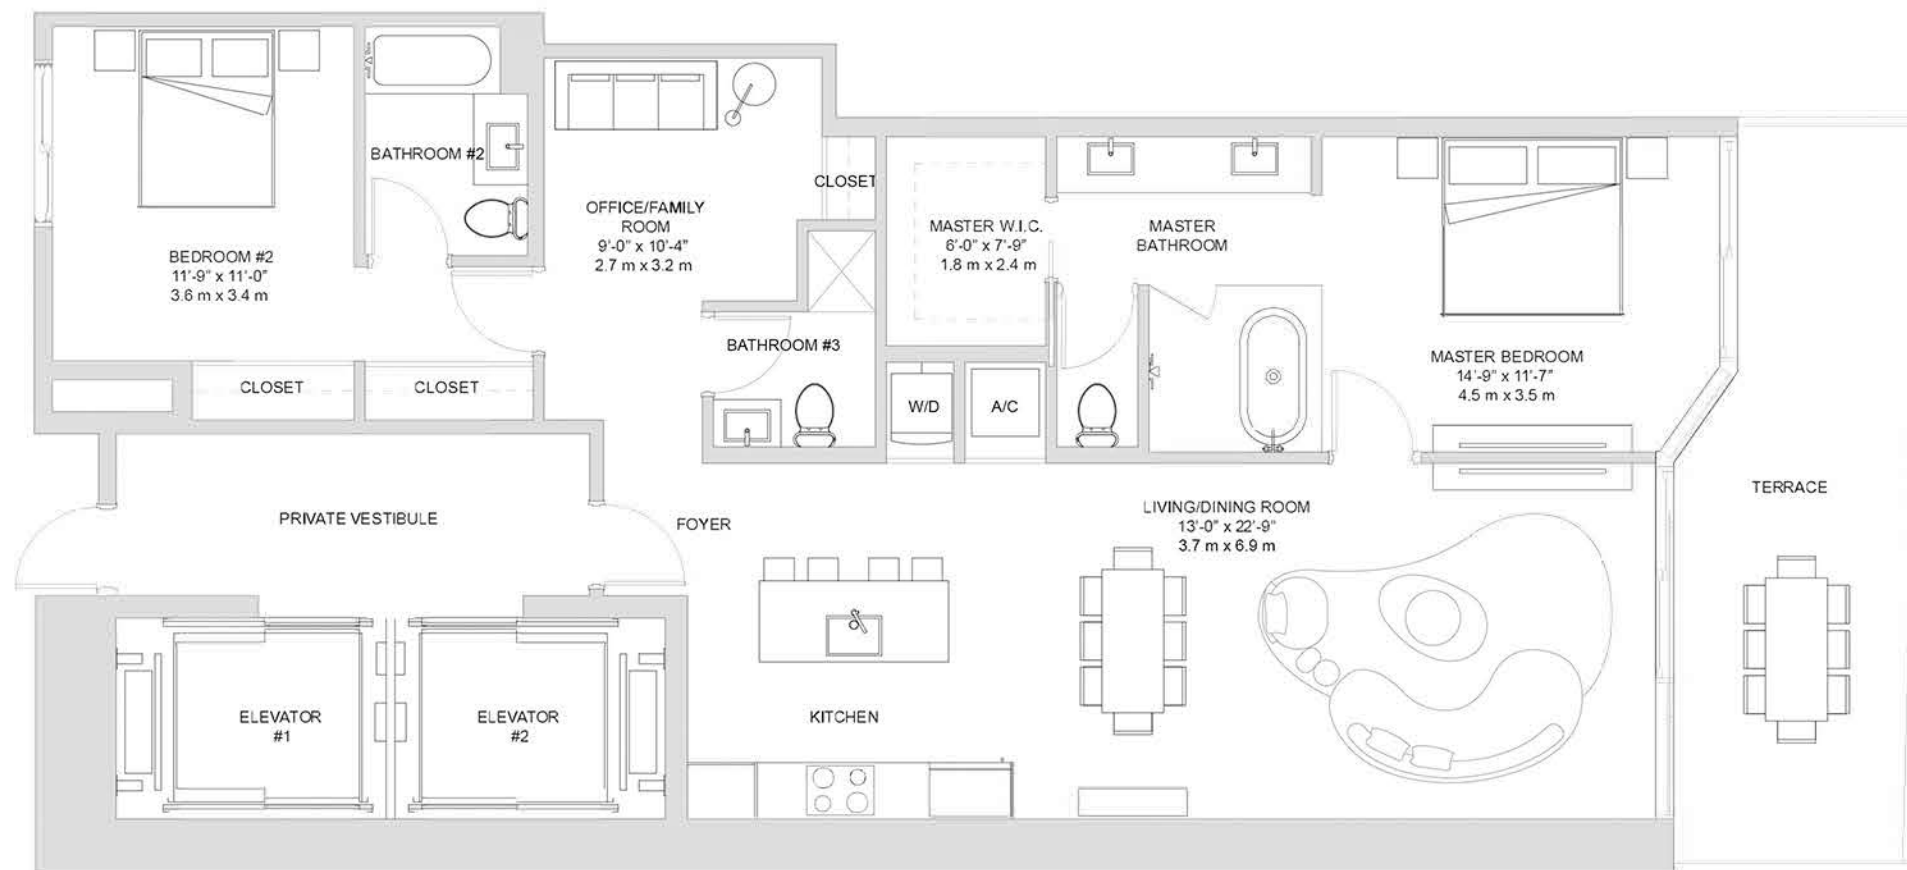 BATHROOM #2
CLOSET
OFFICE/FAMILY
ROOM
9'-0" x 10'-4"
2.7 m x 3.2 m
MASTER W.I.C.
6'-0" x 7'-9"
1.8 m x 2.4 m
MASTER
BATHROOM
BEDROOM #2
11'-9" x 11'-0"
3.6 m x 3.4 m
BATHROOM #3
MASTER BEDROOM
14'-9" x 11'-7"
4.5 m x 3.5 m
CLOSET
CLOSET
W/D
A/C
TERRACE
PRIVATE VESTIBULE
FOYER
LIVING/DINING ROOM
13'-0" x 22'-9"
3.7 m x 6.9 m
ELEVATOR
#1
ELEVATOR
#2
KITCHEN